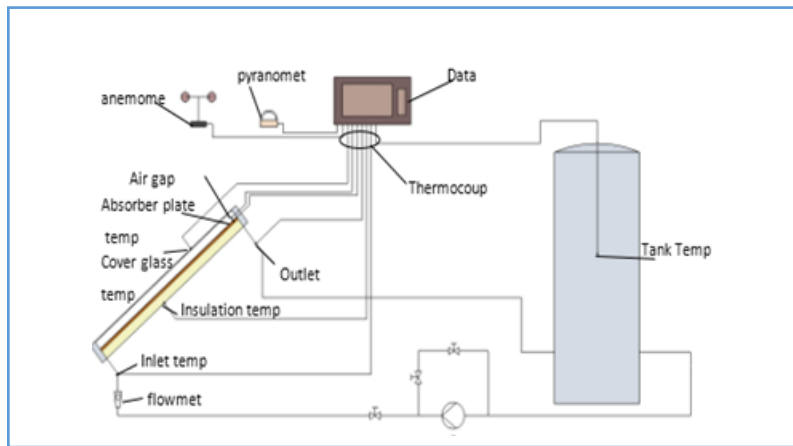 pyranomet
Data
anemome
Air gap
Absorber plate
temp
Cover glass
temp
Thermocoup
Outlet
Insulation temp
Tank Temp
Inlet temp
flowmet